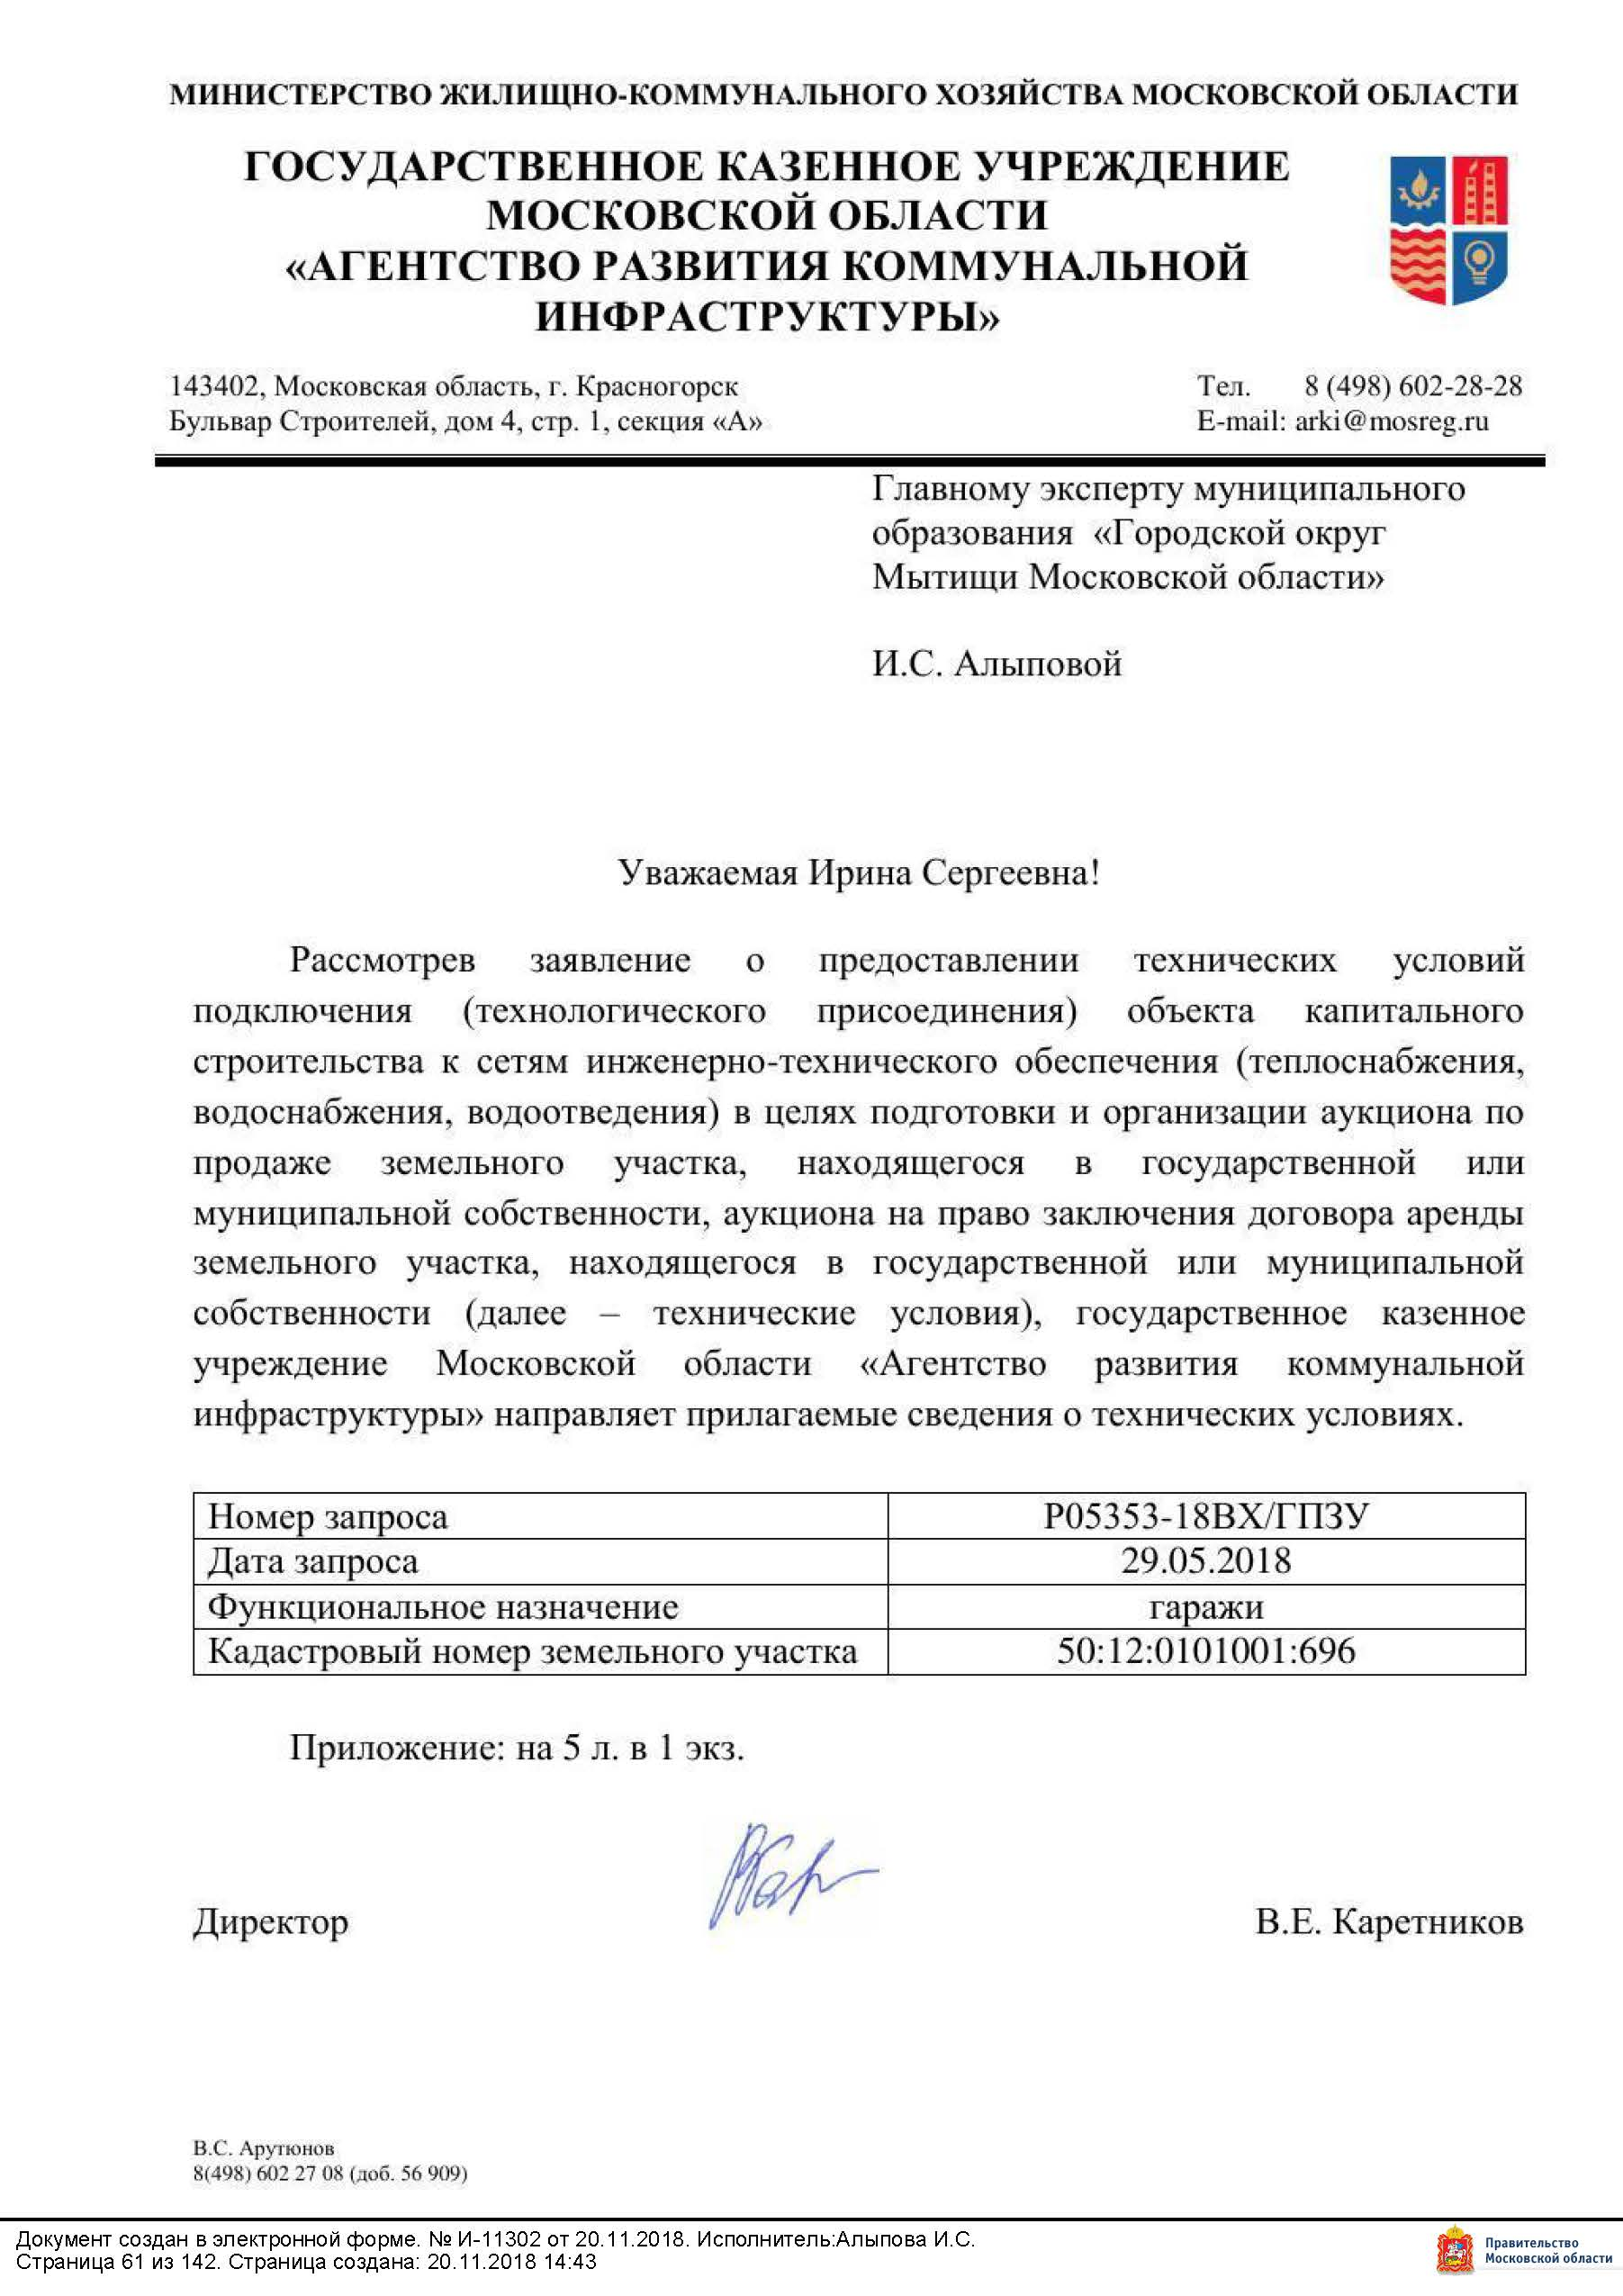 МИНИСТЕРСТВО ЖИЛИЩНО-КОММУНАЛЬНОГО ХОЗЯЙСТВА МОСКОВСКОЙ ОБЛАСТИ
ГОСУДАРСТВЕННОЕ КАЗЕННОЕ УЧРЕЖДЕНИЕ
МОСКОВСКОЙ ОБЛАСТИ
«АГЕНТСТВО РАЗВИТИЯ КОММУНАЛЬНОЙ
ИНФРАСТРУКТУРЫ»
143402, Московская область, г. Красногорск
Бульвар Строителей, дом 4, стр. 1, секция «А»
Тел. 8 (498) 602-28-28
E-mail: arki@mosreg.ru
Главному эксперту муниципального
образования «Городской округ
Мытищи Московской области»
И.С. Алыповой
Уважаемая Ирина Сергеевна!
Рассмотрев заявление о предоставлении технических условий
подключения (технологического присоединения) объекта капитального
строительства к сетям инженерно-технического обеспечения (теплоснабжения,
водоснабжения, водоотведения) в целях подготовки и организации аукциона по
продаже земельного участка, находящегося в государственной или
муниципальной собственности, аукциона на право заключения договора аренды
земельного участка, находящегося в государственной или муниципальной
собственности (далее – технические условия), государственное казенное
учреждение Московской области «Агентство развития коммунальной
инфраструктуры» направляет прилагаемые сведения о технических условиях.
Номер запроса Р05353-18ВХ/ГПЗУ
Дата запроса 29.05.2018
Функциональное назначение гаражи
Кадастровый номер земельного участка 50:12:0101001:696
Приложение: на 5 л. в 1 экз.
Директор В.Е. Каретников
В.С. Арутюнов
8(498) 602 27 08 (доб. 56 909)
Документ создан в электронной форме. № И-11302 от 20.11.2018. Исполнитель:Алыпова И.С.
Страница 61 из 142. Страница создана: 20.11.2018 14:43
Правительство
Московской области